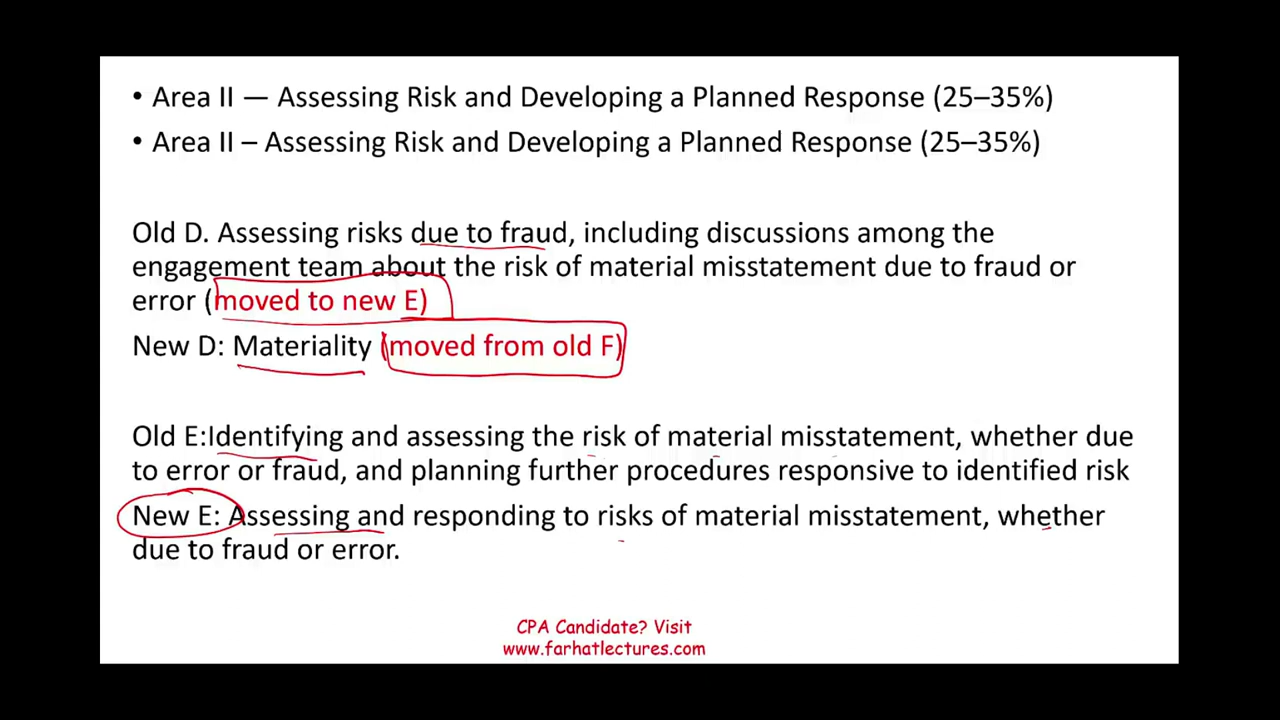 • Area II — Assessing Risk and Developing a Planned Response (25–35%)
• Area II – Assessing Risk and Developing a Planned Response (25–35%)
Old D. Assessing risks due to fraud, including discussions among the
engagement team about the risk of material misstatement due to fraud or
error (moved to new E)
New D: Materiality (moved from old F)
Old E:Identifying and assessing the risk of material misstatement, whether due
to error or fraud, and planning further procedures responsive to identified risk
New E: Assessing and responding to risks of material misstatement, whether
due to fraud or error.
CPA Candidate? Visit
www.farhatlectures.com